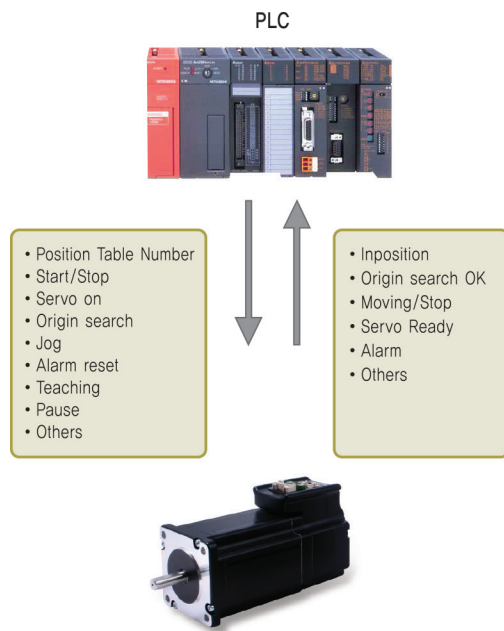 PLC
MITSUBISHI
• Position Table Number
• Start/Stop
• Servo on
• Origin search
• Jog
• Alarm reset
• Teaching
• Pause
• Others
• Inposition
• Origin search OK
• Moving/Stop
• Servo Ready
• Alarm
• Others